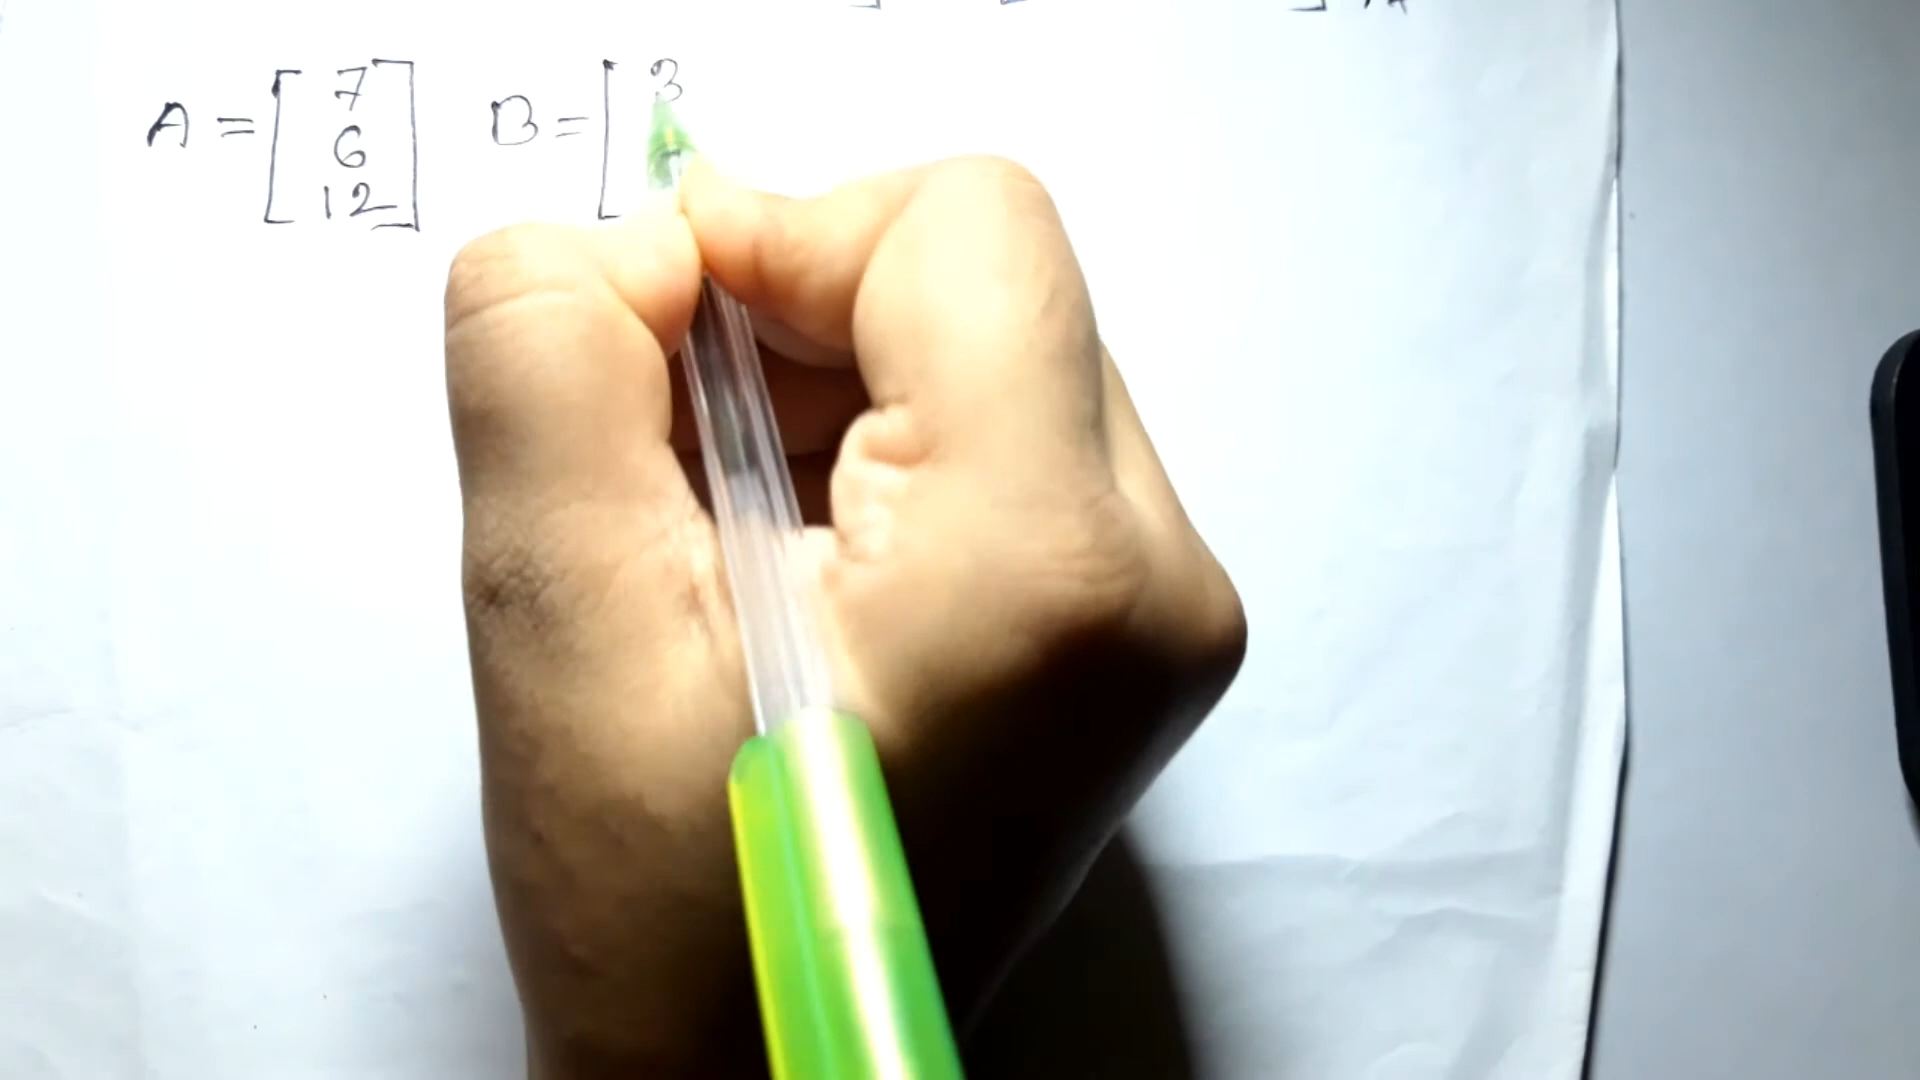 A = [ 7 6 12 ] B = [ 3